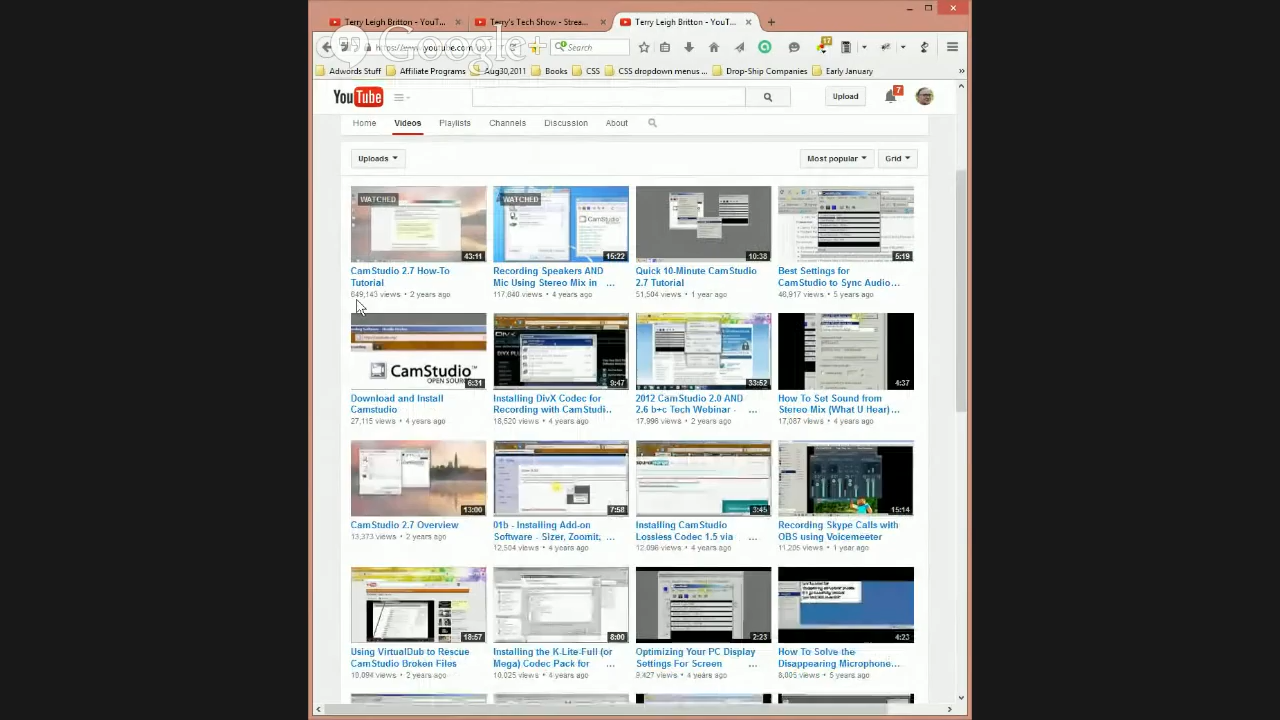 Terry Leigh Britton - YouT...
Terry's Tech Show - Strea...
Terry Leigh Britton - YouT...
Google+
Search
17
Adwords Stuff
Affiliate Programs
Aug30,2011
Books
CSS
CSS dropdown menus ...
Drop-Ship Companies
Early January
YouTube
Upload
7
Home
Videos
Playlists
Channels
Discussion
About
Uploads
Most popular
Grid
WATCHED
43:11
WATCHED
CamStudio
15:22
10:38
5:19
CamStudio 2.7 How-To
Tutorial
649,143 views • 2 years ago
Recording Speakers AND
Mic Using Stereo Mix in ...
117,640 views • 4 years ago
Quick 10-Minute CamStudio
2.7 Tutorial
51,504 views • 1 year ago
Best Settings for
CamStudio to Sync Audio...
46,917 views • 5 years ago
CamStudio™
OPEN SOURCE
6:31
9:47
33:52
4:37
Download and Install
Camstudio
27,115 views • 4 years ago
Installing DivX Codec for
Recording with CamStudi...
18,520 views • 4 years ago
2012 CamStudio 2.0 AND
2.6 b+c Tech Webinar - ...
17,996 views • 2 years ago
How To Set Sound from
Stereo Mix (What U Hear)...
17,087 views • 4 years ago
13:00
7:58
3:45
15:14
CamStudio 2.7 Overview
13,373 views • 2 years ago
01b - Installing Add-on
Software - Sizer, Zoomit, ...
12,504 views • 4 years ago
Installing CamStudio
Lossless Codec 1.5 via ...
12,096 views • 4 years ago
Recording Skype Calls with
OBS using Voicemeeter
11,205 views • 1 year ago
18:57
8:00
2:23
4:23
Using VirtualDub to Rescue
CamStudio Broken Files
10,894 views • 2 years ago
Installing the K-Lite-Full (or
Mega) Codec Pack for ...
10,025 views • 4 years ago
Optimizing Your PC Display
Settings For Screen ...
9,427 views • 4 years ago
How To Solve the
Disappearing Microphone...
8,005 views • 5 years ago